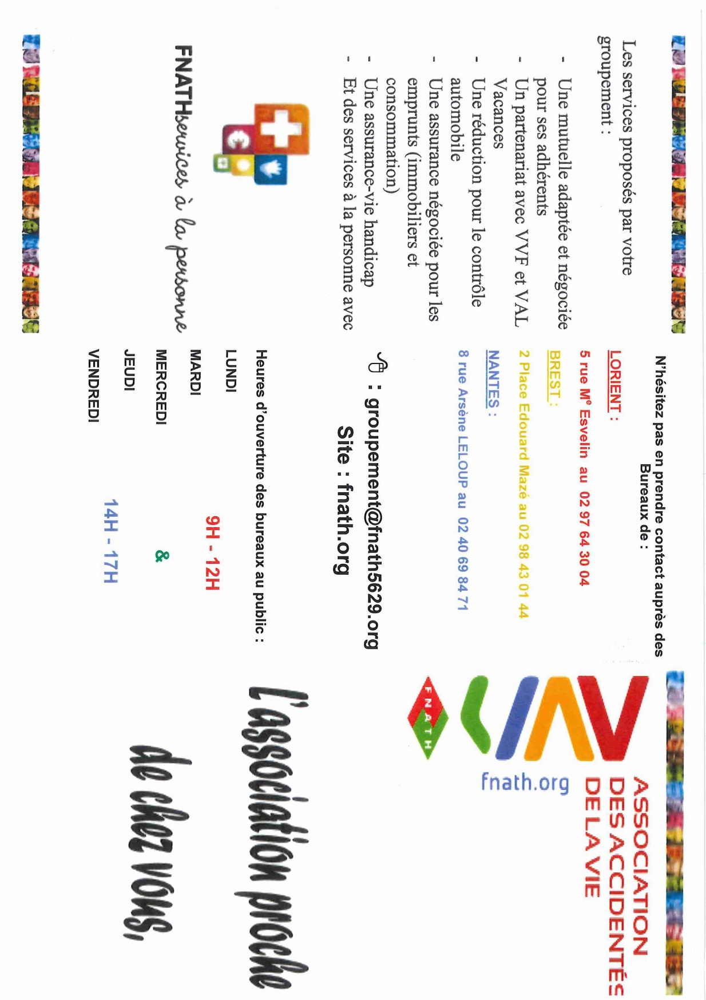 Les services proposés par votre
groupement :
- Une mutuelle adaptée et négociée
pour ses adhérents
- Un partenariat avec VVF et VAL
Vacances
- Une réduction pour le contrôle
automobile
- Une assurance négociée pour les
emprunts (immobiliers et
consommation)
- Une assurance-vie handicap
- Et des services à la personne avec
FNATHservices à la personne
N'hésitez pas en prendre contact auprès des
Bureaux de :
LORIENT :
5 rue Me Esvelin au 02 97 64 30 04
BREST :
2 Place Edouard Mazé au 02 98 43 01 44
NANTES :
8 rue Arsène LELOUP au 02 40 69 84 71
: groupement@fnath5629.org
Site : fnath.org
Heures d'ouverture des bureaux au public :
LUNDI
9H - 12H
MARDI
MERCREDI
&
JEUDI
14H - 17H
VENDREDI
ASSOCIATION
DES ACCIDENTÉS
DE LA VIE
fnath.org
FNATH
L'association proche
de chez vous,